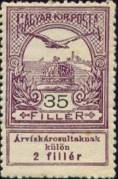 MAGYAR KIR. POSTA
35
FILLÉR
Árvizkárosultaknak
külön
2 fillér